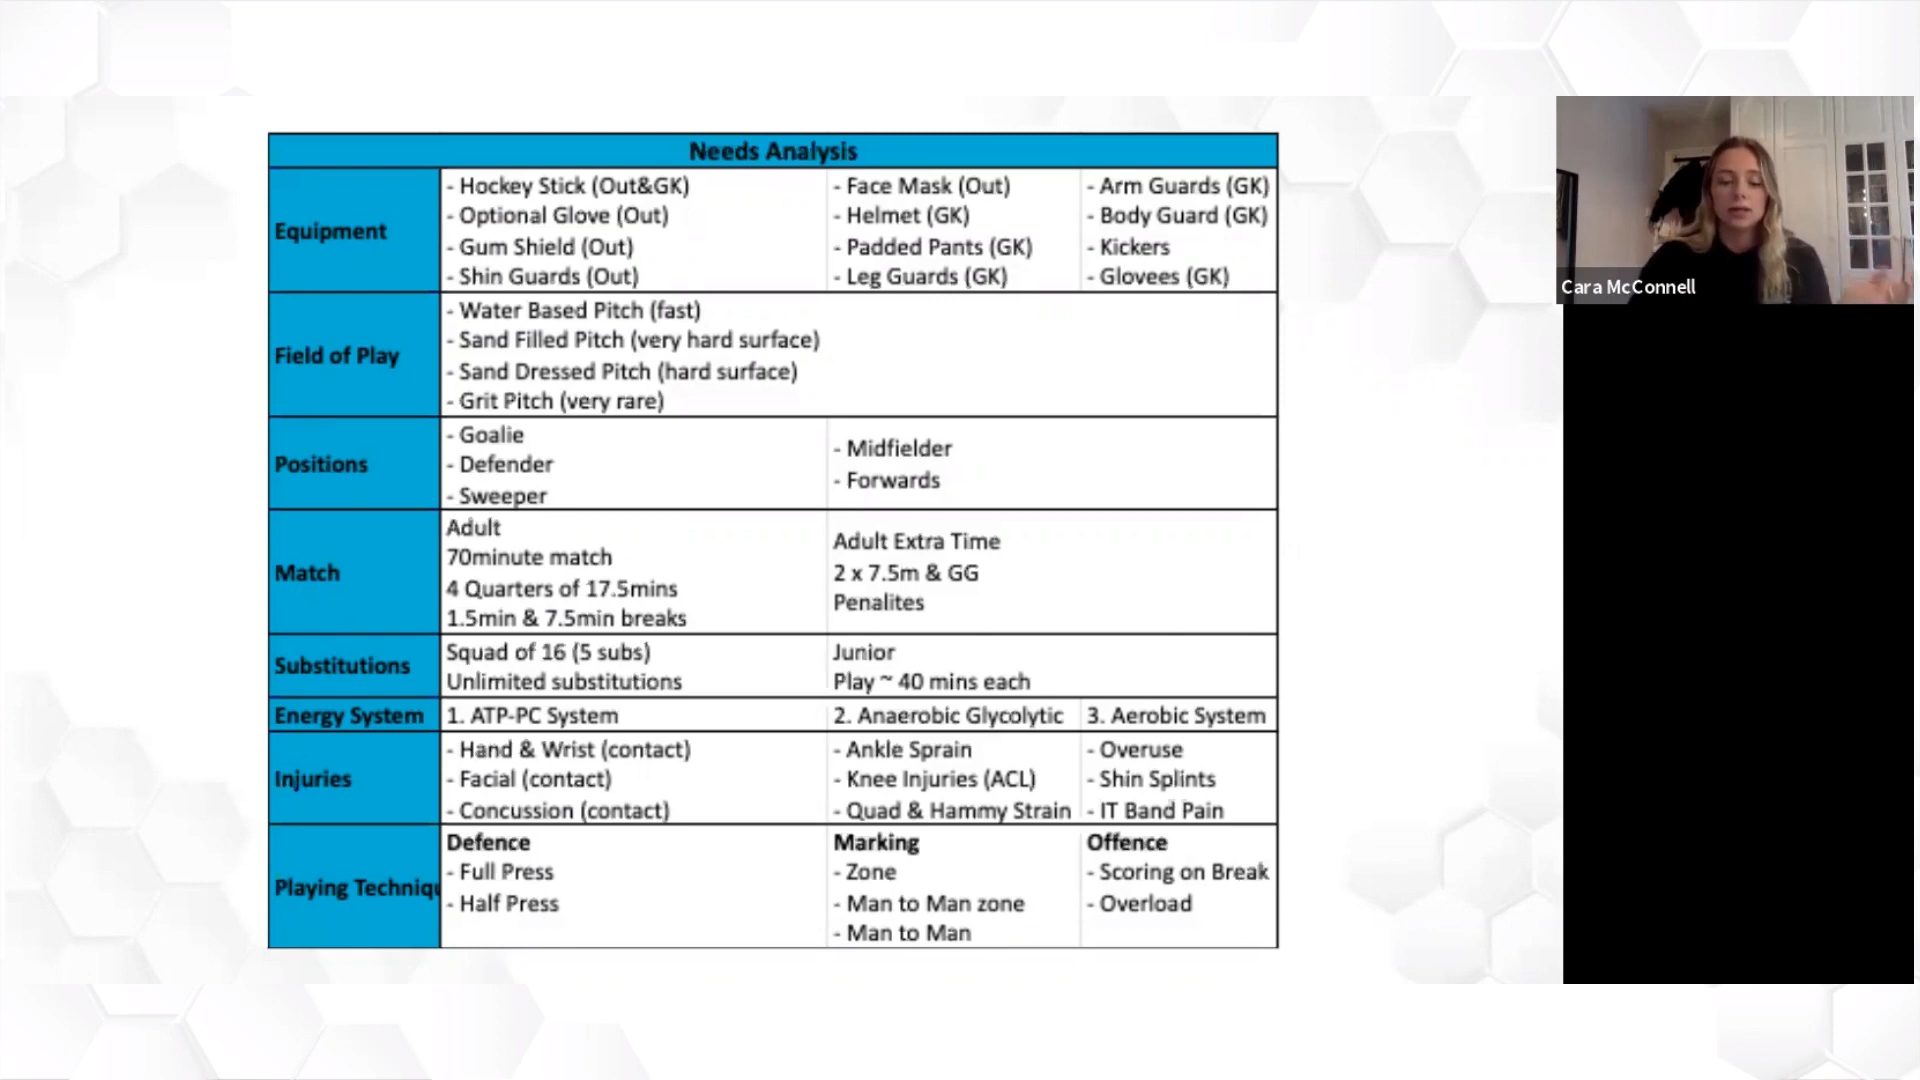 Needs Analysis
Equipment
- Hockey Stick (Out&GK)
- Optional Glove (Out)
- Gum Shield (Out)
- Shin Guards (Out)
- Face Mask (Out)
- Helmet (GK)
- Padded Pants (GK)
- Leg Guards (GK)
- Arm Guards (GK)
- Body Guard (GK)
- Kickers
- Glovees (GK)
Field of Play
- Water Based Pitch (fast)
- Sand Filled Pitch (very hard surface)
- Sand Dressed Pitch (hard surface)
- Grit Pitch (very rare)
Positions
- Goalie
- Defender
- Sweeper
- Midfielder
- Forwards
Match
Adult
70minute match
4 Quarters of 17.5mins
1.5min & 7.5min breaks
Adult Extra Time
2 x 7.5m & GG
Penalites
Substitutions
Squad of 16 (5 subs)
Unlimited substitutions
Junior
Play ~ 40 mins each
Energy System
1. ATP-PC System
2. Anaerobic Glycolytic
3. Aerobic System
Injuries
- Hand & Wrist (contact)
- Facial (contact)
- Concussion (contact)
- Ankle Sprain
- Knee Injuries (ACL)
- Quad & Hammy Strain
- Overuse
- Shin Splints
- IT Band Pain
Playing Techniqu
Defence
- Full Press
- Half Press
Marking
- Zone
- Man to Man zone
- Man to Man
Offence
- Scoring on Break
- Overload
Cara McConnell